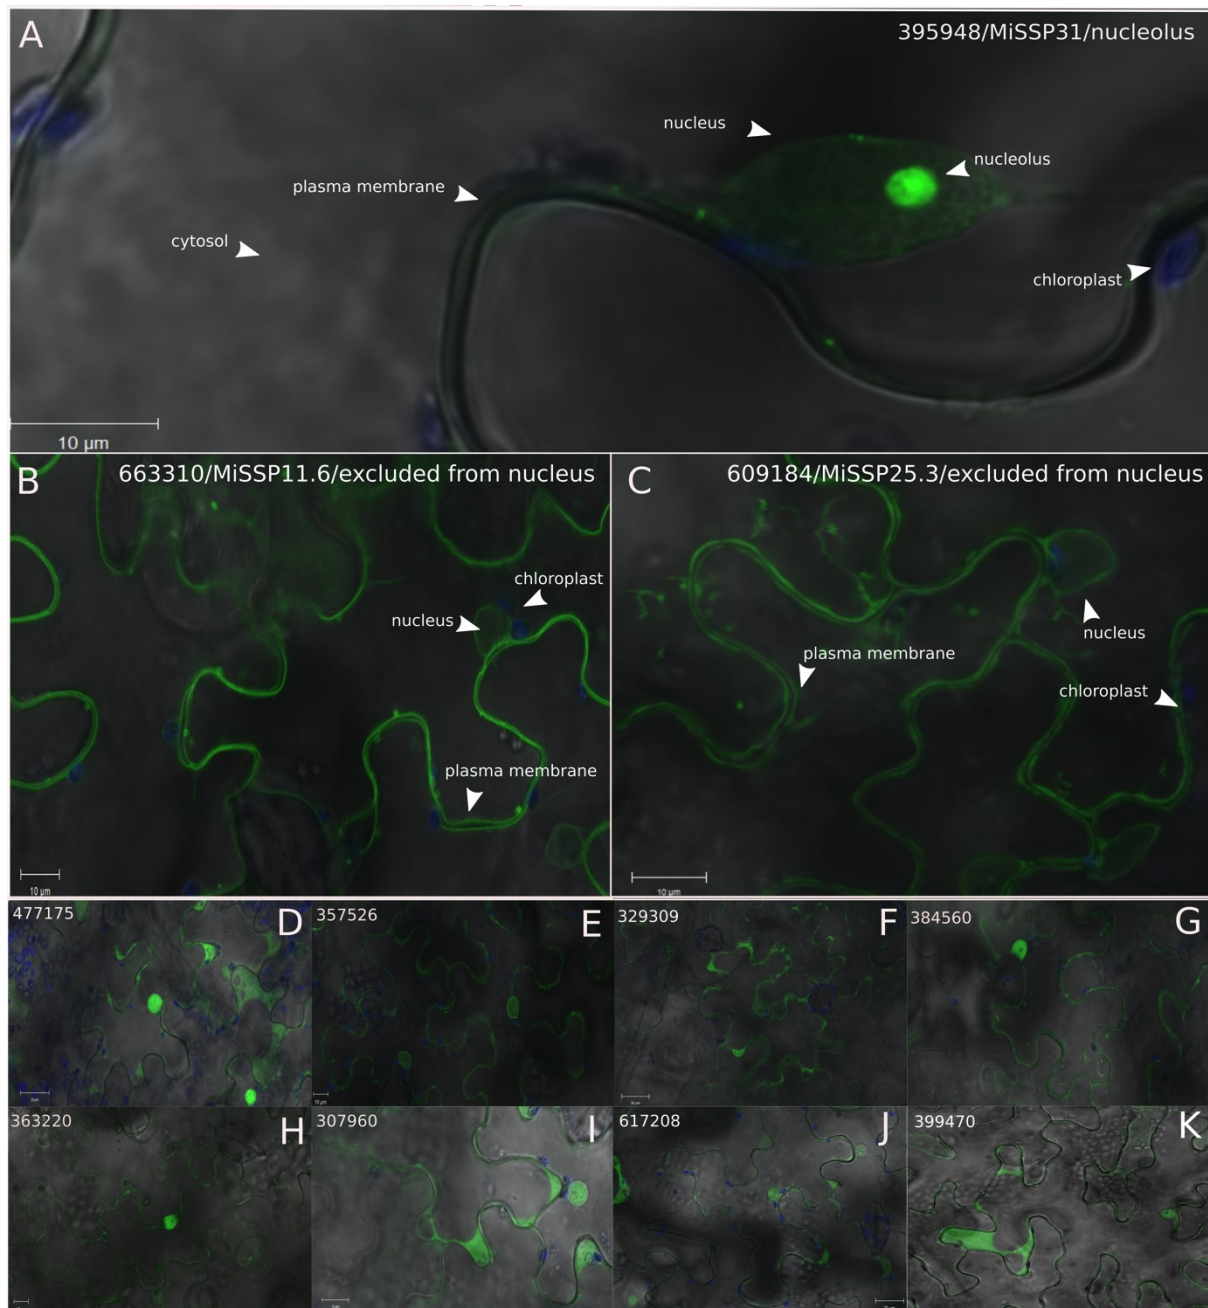 A
395948/MiSSP31/nucleolus
nucleus
nucleolus
plasma membrane
cytosol
chloroplast
10 µm
B
663310/MiSSP11.6/excluded from nucleus
chloroplast
nucleus
plasma membrane
10 µm
C
609184/MiSSP25.3/excluded from nucleus
nucleus
plasma membrane
chloroplast
10 µm
477175
D
357526
E
10 µm
329309
F
384560
G
363220
H
307960
I
617208
J
399470
K